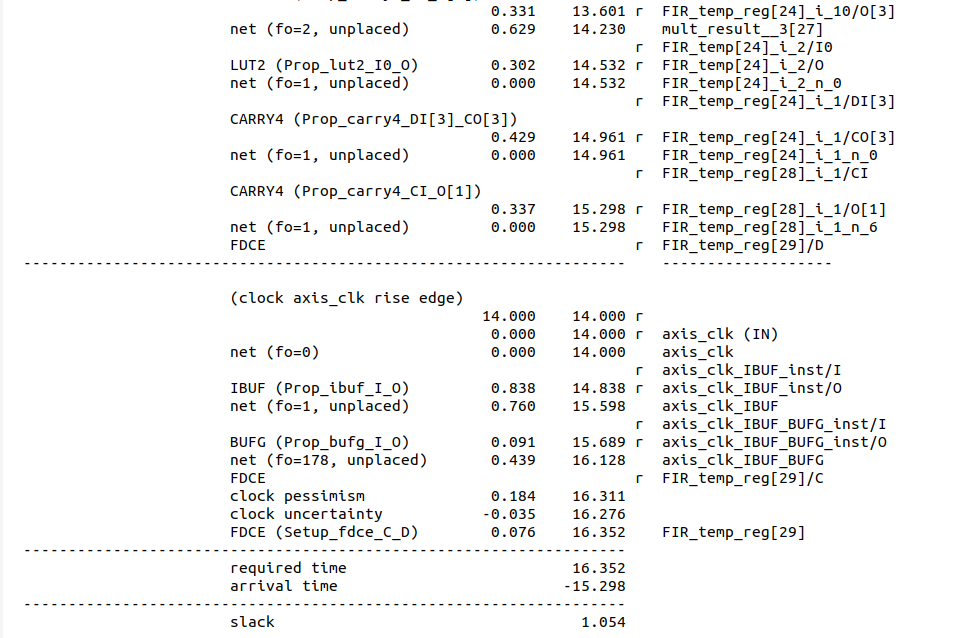 0.331 13.601 r FIR_temp_reg[24]_i_10/O[3]
net (fo=2, unplaced) 0.629 14.230 mult_result__3[27]
r FIR_temp[24]_i_2/I0
LUT2 (Prop_lut2_I0_O) 0.302 14.532 r FIR_temp[24]_i_2/O
net (fo=1, unplaced) 0.000 14.532 FIR_temp[24]_i_2_n_0
r FIR_temp_reg[24]_i_1/DI[3]
CARRY4 (Prop_carry4_DI[3]_CO[3])
0.429 14.961 r FIR_temp_reg[24]_i_1/CO[3]
net (fo=1, unplaced) 0.000 14.961 FIR_temp_reg[24]_i_1_n_0
r FIR_temp_reg[28]_i_1/CI
CARRY4 (Prop_carry4_CI_O[1])
0.337 15.298 r FIR_temp_reg[28]_i_1/O[1]
net (fo=1, unplaced) 0.000 15.298 FIR_temp_reg[28]_i_1_n_6
FDCE r FIR_temp_reg[29]/D
------------------------------------------------------------------- -------------------
(clock axis_clk rise edge)
14.000 14.000 r
0.000 14.000 r axis_clk (IN)
net (fo=0) 0.000 14.000 axis_clk
r axis_clk_IBUF_inst/I
IBUF (Prop_ibuf_I_O) 0.838 14.838 r axis_clk_IBUF_inst/O
net (fo=1, unplaced) 0.760 15.598 axis_clk_IBUF
r axis_clk_IBUF_BUFG_inst/I
BUFG (Prop_bufg_I_O) 0.091 15.689 r axis_clk_IBUF_BUFG_inst/O
net (fo=178, unplaced) 0.439 16.128 axis_clk_IBUF_BUFG
FDCE r FIR_temp_reg[29]/C
clock pessimism 0.184 16.311
clock uncertainty -0.035 16.276
FDCE (Setup_fdce_C_D) 0.076 16.352 FIR_temp_reg[29]
-------------------------------------------------------------------
required time 16.352
arrival time -15.298
-------------------------------------------------------------------
slack 1.054